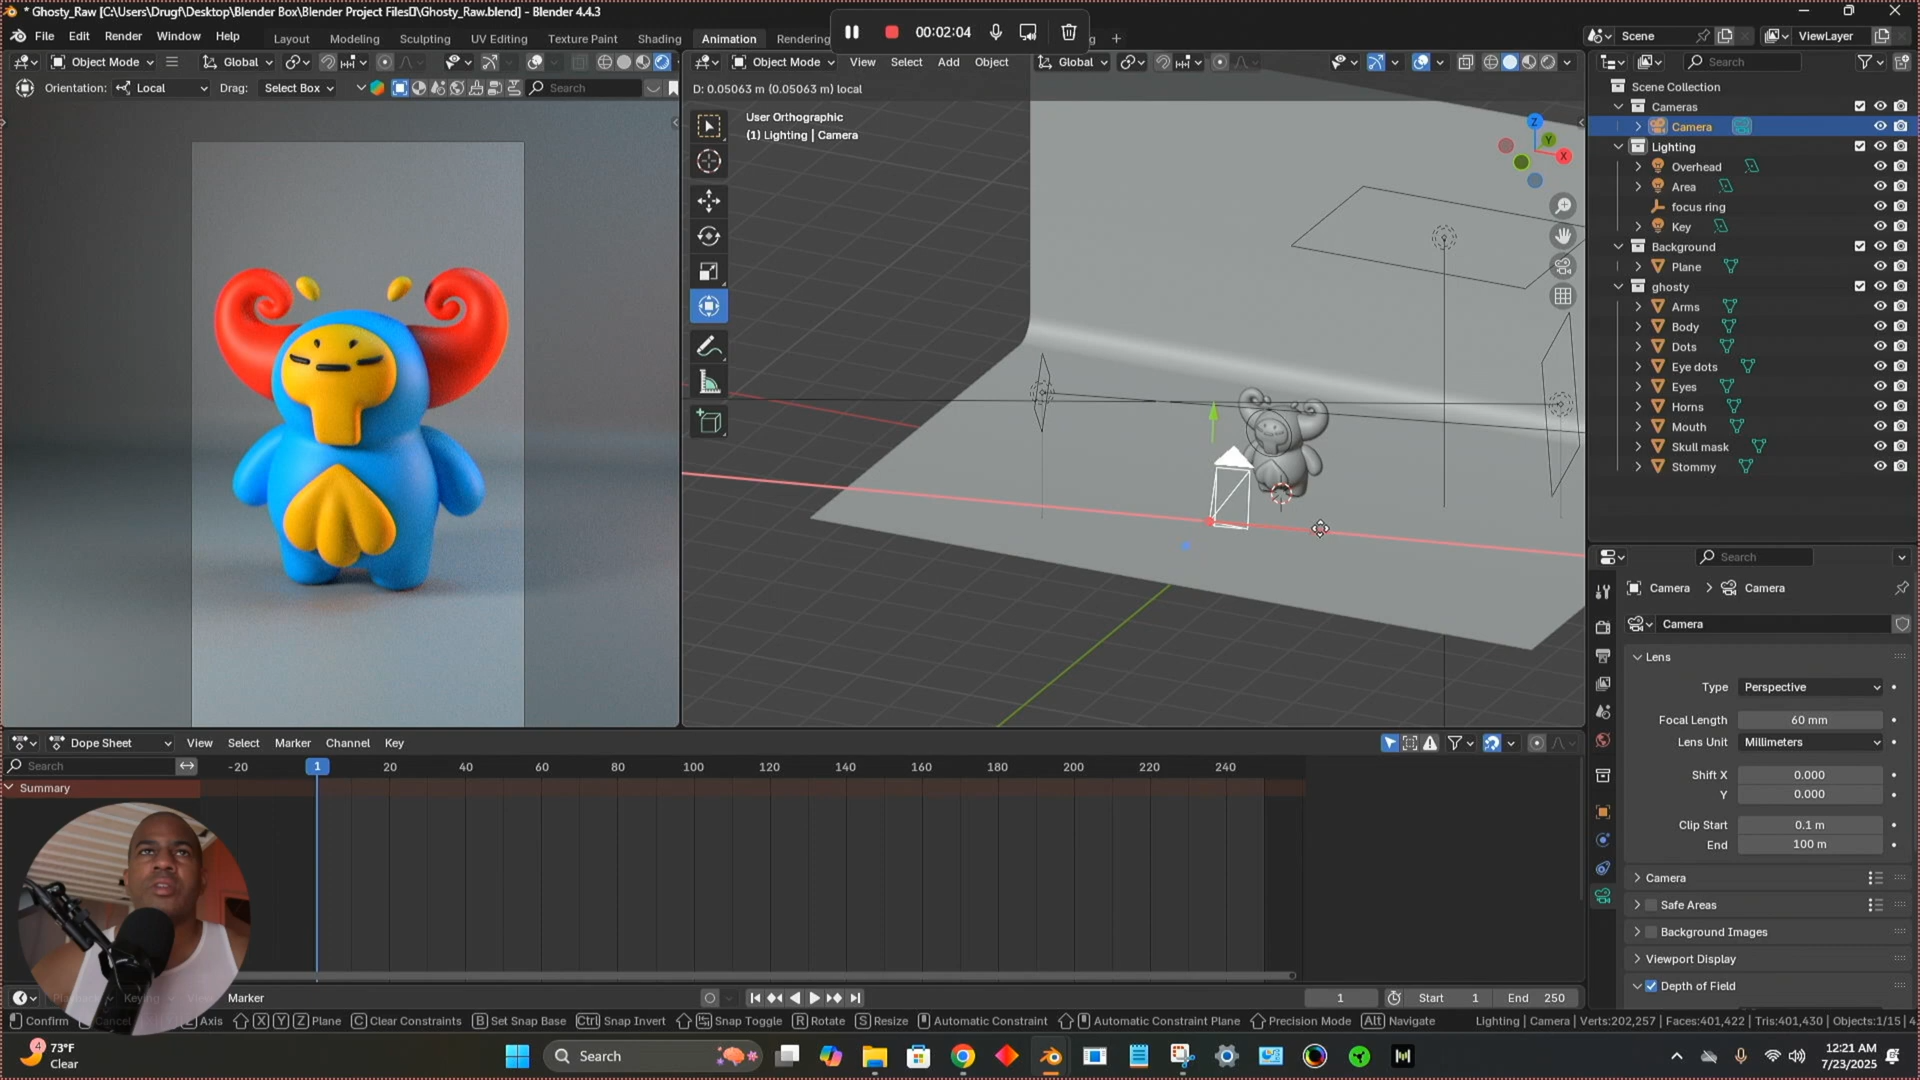 * Ghosty_Raw [C:\Users\Drugf\Desktop\Blender Box\Blender Project Files\Ghosty_Raw.blend] - Blender 4.4.3
File Edit Render Window Help Layout Modeling Sculpting UV Editing Texture Paint Shading Animation Rendering
00:02:04
Scene ViewLayer
Object Mode Global
Object Mode View Select Add Object Global
Search
Orientation: Local Drag: Select Box Search
D: 0.05063 m (0.05063 m) local
User Orthographic
(1) Lighting | Camera
Z
Y
X
Scene Collection
Cameras
Camera
Lighting
Overhead
Area
focus ring
Key
Background
Plane
ghosty
Arms
Body
Dots
Eye dots
Eyes
Horns
Mouth
Skull mask
Stommy
Search
Camera > Camera
Camera
Lens
Type Perspective
Focal Length 60 mm
Lens Unit Millimeters
Shift X 0.000
Y 0.000
Clip Start 0.1 m
End 100 m
Camera
Safe Areas
Background Images
Viewport Display
Depth of Field
Dope Sheet View Select Marker Channel Key
Search -20 1 20 40 60 80 100 120 140 160 180 200 220 240
Summary
Marker 1 Start 1 End 250
Confirm Axis X Y Z Plane C Clear Constraints B Set Snap Base Ctrl Snap Invert Snap Toggle R Rotate S Resize Automatic Constraint Automatic Constraint Plane Precision Mode Alt Navigate Lighting | Camera | Verts:202,257 | Faces:401,422 | Tris:401,430 | Objects:1/15 |
4 73°F
Clear
Search
12:21 AM
7/23/2025